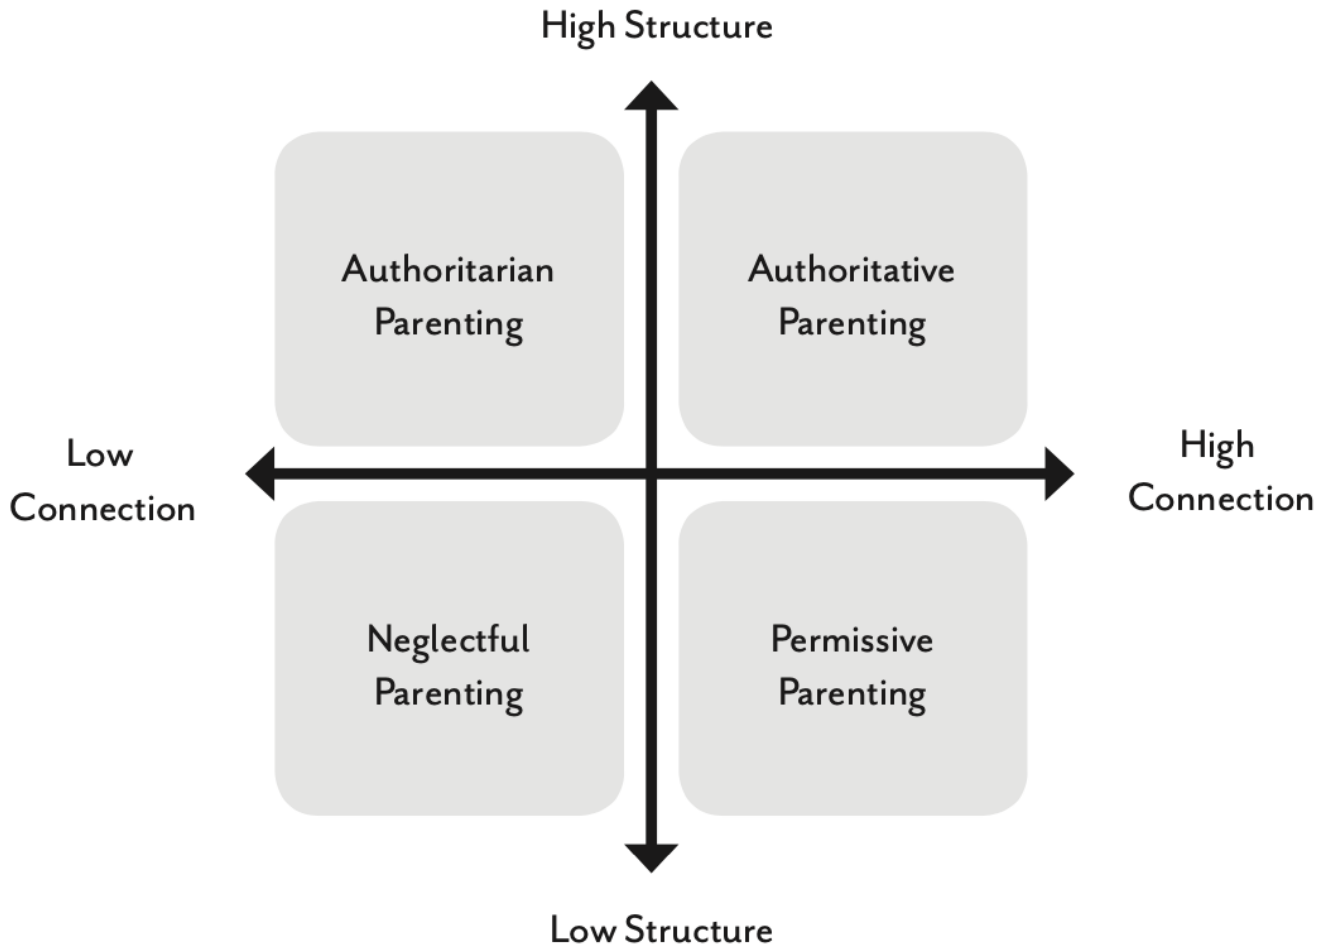 High Structure
Authoritarian
Parenting
Authoritative
Parenting
Low
Connection
High
Connection
Neglectful
Parenting
Permissive
Parenting
Low Structure